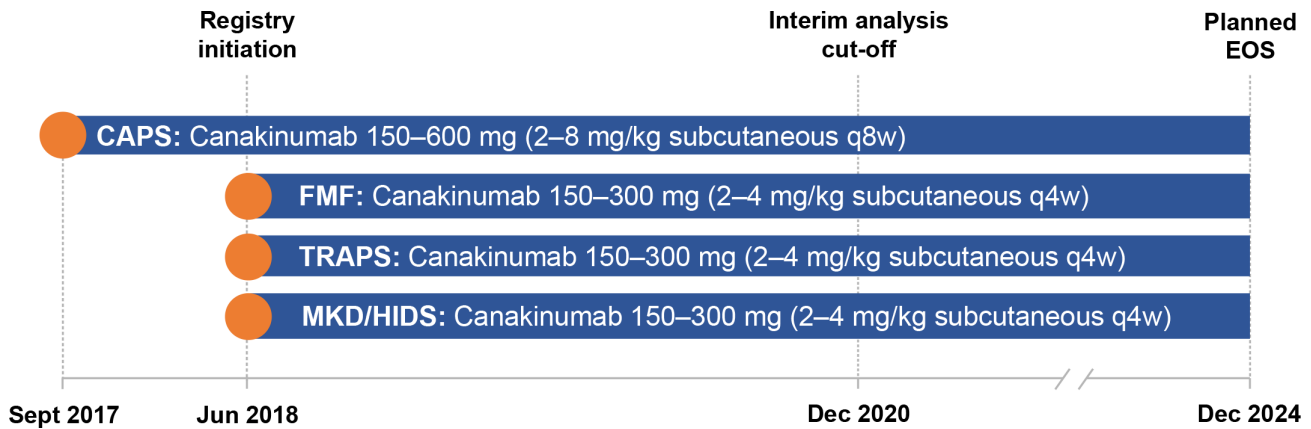 Registry
initiation
Interim analysis
cut-off
Planned
EOS
CAPS: Canakinumab 150–600 mg (2–8 mg/kg subcutaneous q8w)
FMF: Canakinumab 150–300 mg (2–4 mg/kg subcutaneous q4w)
TRAPS: Canakinumab 150–300 mg (2–4 mg/kg subcutaneous q4w)
MKD/HIDS: Canakinumab 150–300 mg (2–4 mg/kg subcutaneous q4w)
Sept 2017
Jun 2018
Dec 2020
Dec 2024